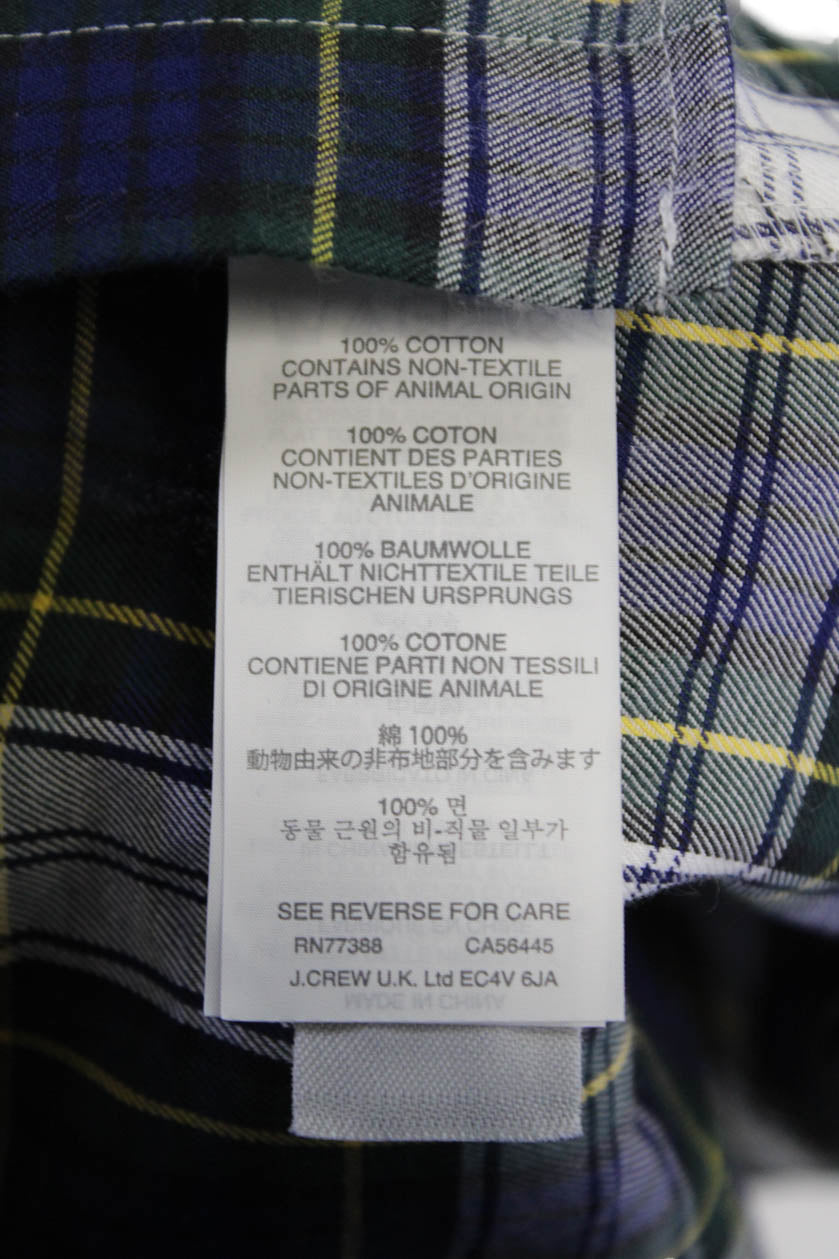 100% COTTON
CONTAINS NON-TEXTILE
PARTS OF ANIMAL ORIGIN
100% COTON
CONTIENT DES PARTIES
NON-TEXTILES D'ORIGINE
ANIMALE
100% BAUMWOLLE
ENTHÄLT NICHTTEXTILE TEILE
TIERISCHEN URSPRUNGS
100% COTONE
CONTIENE PARTI NON TESSILI
DI ORIGINE ANIMALE
綿 100%
動物由来の非布地部分を含みます
100% 면
동물 근원의 비-직물 일부가
함유됨
SEE REVERSE FOR CARE
RN77388 CA56445
J.CREW U.K. Ltd EC4V 6JA
MADE IN CHINA